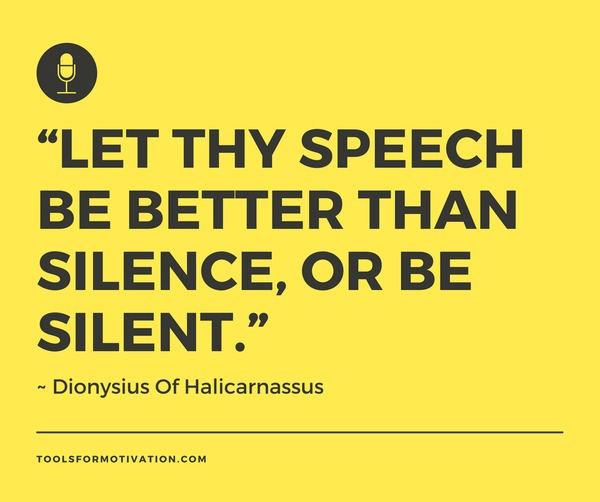 “LET THY SPEECH
BE BETTER THAN
SILENCE, OR BE
SILENT.”
~ Dionysius Of Halicarnassus
TOOLSFORMOTIVATION.COM